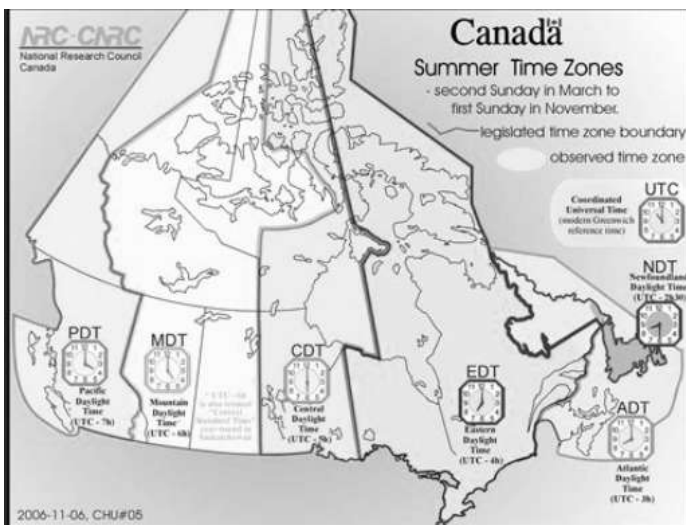 NRC-CNRC
National Research Council
Canada
Canada
Summer Time Zones
- second Sunday in March to
first Sunday in November.
legislated time zone boundary
observed time zone
UTC
Coordinated
Universal Time
(modern Greenwich
reference time)
NDT
Newfoundland
Daylight Time
(UTC - 2h30)
PDT
Pacific
Daylight
Time
(UTC - 7h)
MDT
Mountain
Daylight
Time
(UTC - 6h)
CDT
Central
Daylight
Time
(UTC - 5h)
EDT
Eastern
Daylight
Time
(UTC - 4h)
ADT
Atlantic
Daylight
Time
(UTC - 3h)
2006-11-06, CHU#05